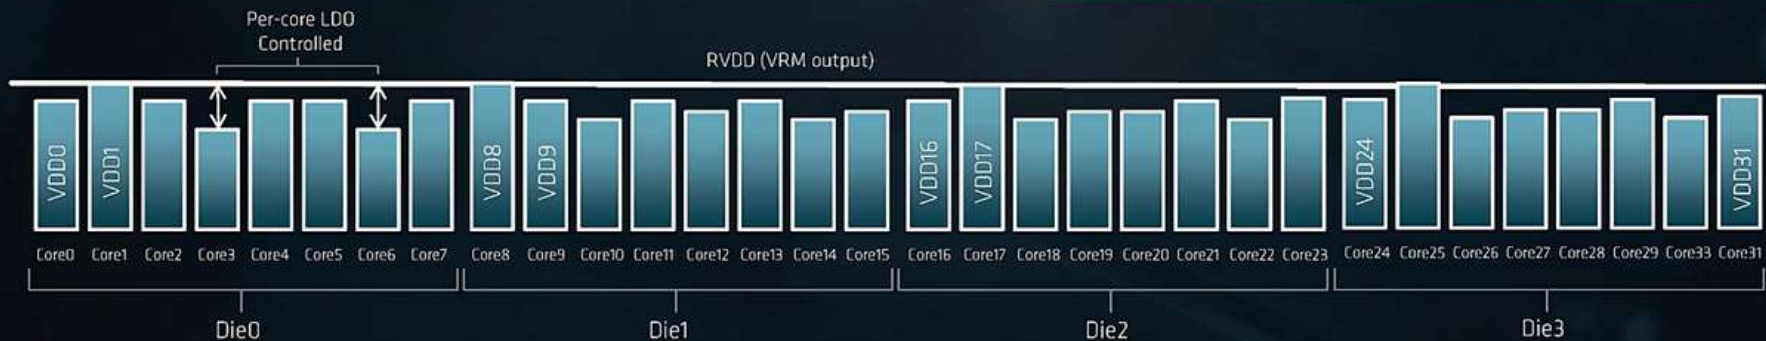 Per-core LDO
Controlled
RVDD (VRM output)
VDD0
VDD1
VDD8
VDD9
VDD16
VDD17
VDD24
VDD31
Core0 Core1 Core2 Core3 Core4 Core5 Core6 Core7 Core8 Core9 Core10 Core11 Core12 Core13 Core14 Core15 Core16 Core17 Core18 Core19 Core20 Core21 Core22 Core23 Core24 Core25 Core26 Core27 Core28 Core29 Core33 Core31
Die0 Die1 Die2 Die3